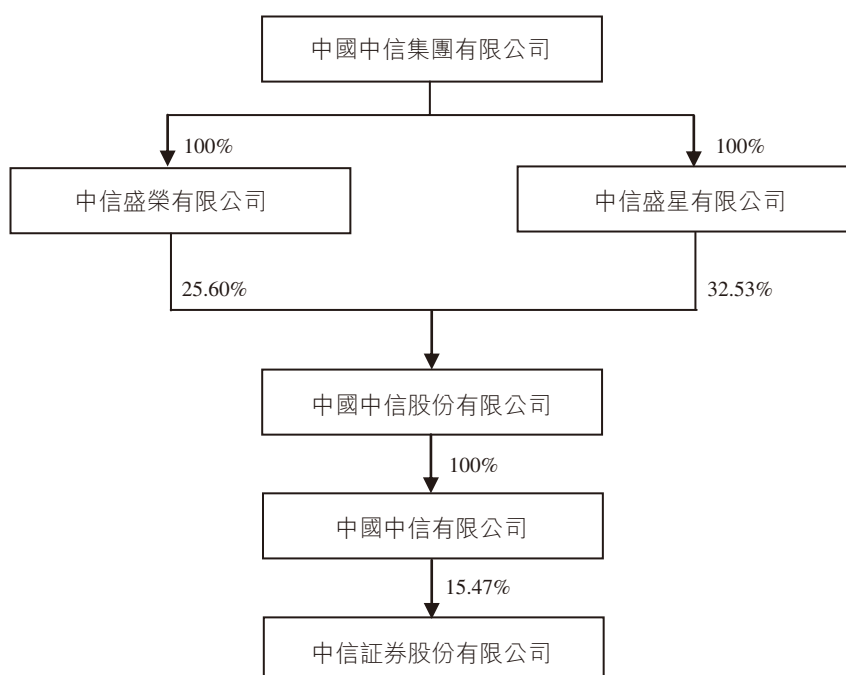 中國中信集團有限公司
100%
100%
中信盛榮有限公司
中信盛星有限公司
25.60%
32.53%
中國中信股份有限公司
100%
中國中信有限公司
15.47%
中信証券股份有限公司